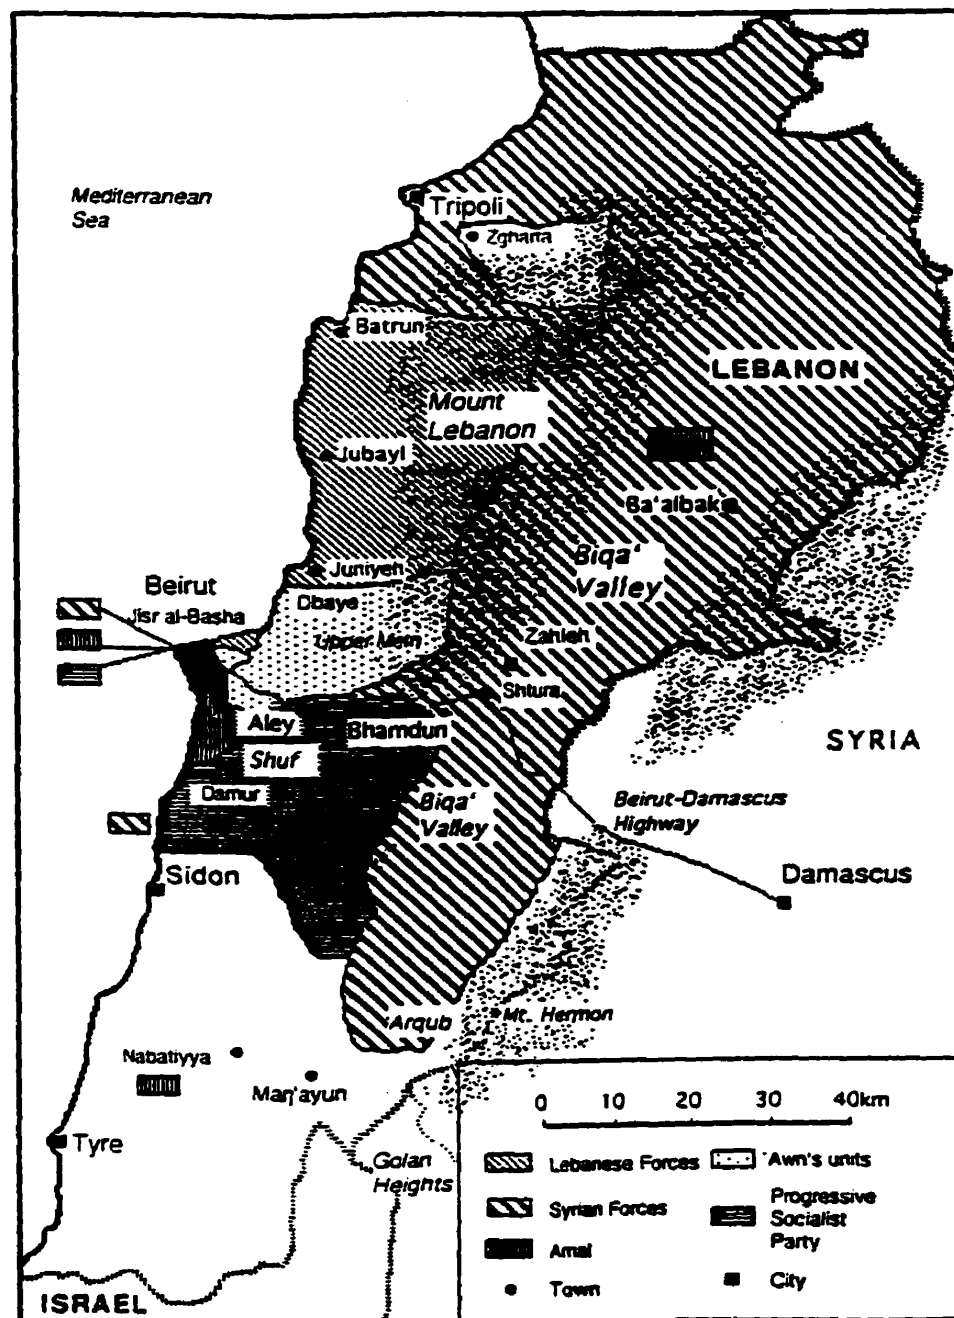 Mediterranean
Sea
Tripoli
Zgharta
Batrun
LEBANON
Mount
Lebanon
Jubayl
Ba'albak
Biqa'
Valley
Juniyeh
Beirut
Dbaye
Jisr al-Basha
Upper Metn
Zahleh
Shtura
Aley
Bhamdun
SYRIA
Shuf
Damur
Biqa'
Valley
Beirut-Damascus
Highway
Sidon
Damascus
Arqub
Mt. Hermon
Nabatiyya
Marj'ayun
Tyre
Golan
Heights
ISRAEL
0 10 20 30 40km
Lebanese Forces
'Awn's units
Syrian Forces
Progressive
Socialist
Party
Amal
Town
City